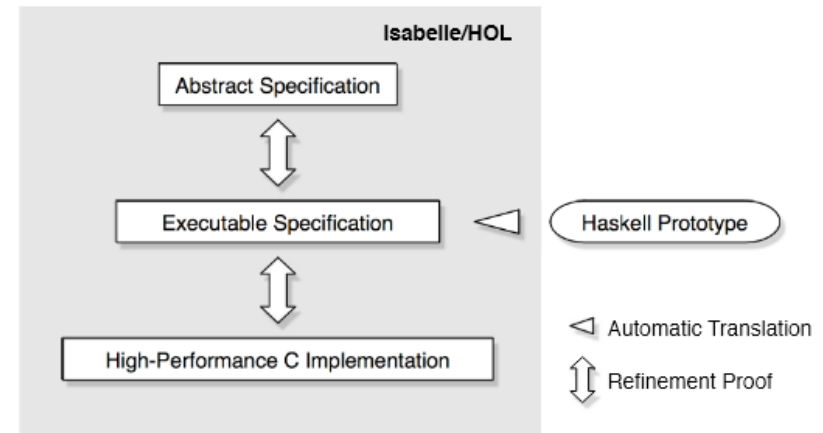 Isabelle/HOL
Abstract Specification
Executable Specification
Haskell Prototype
High-Performance C Implementation
Automatic Translation
Refinement Proof